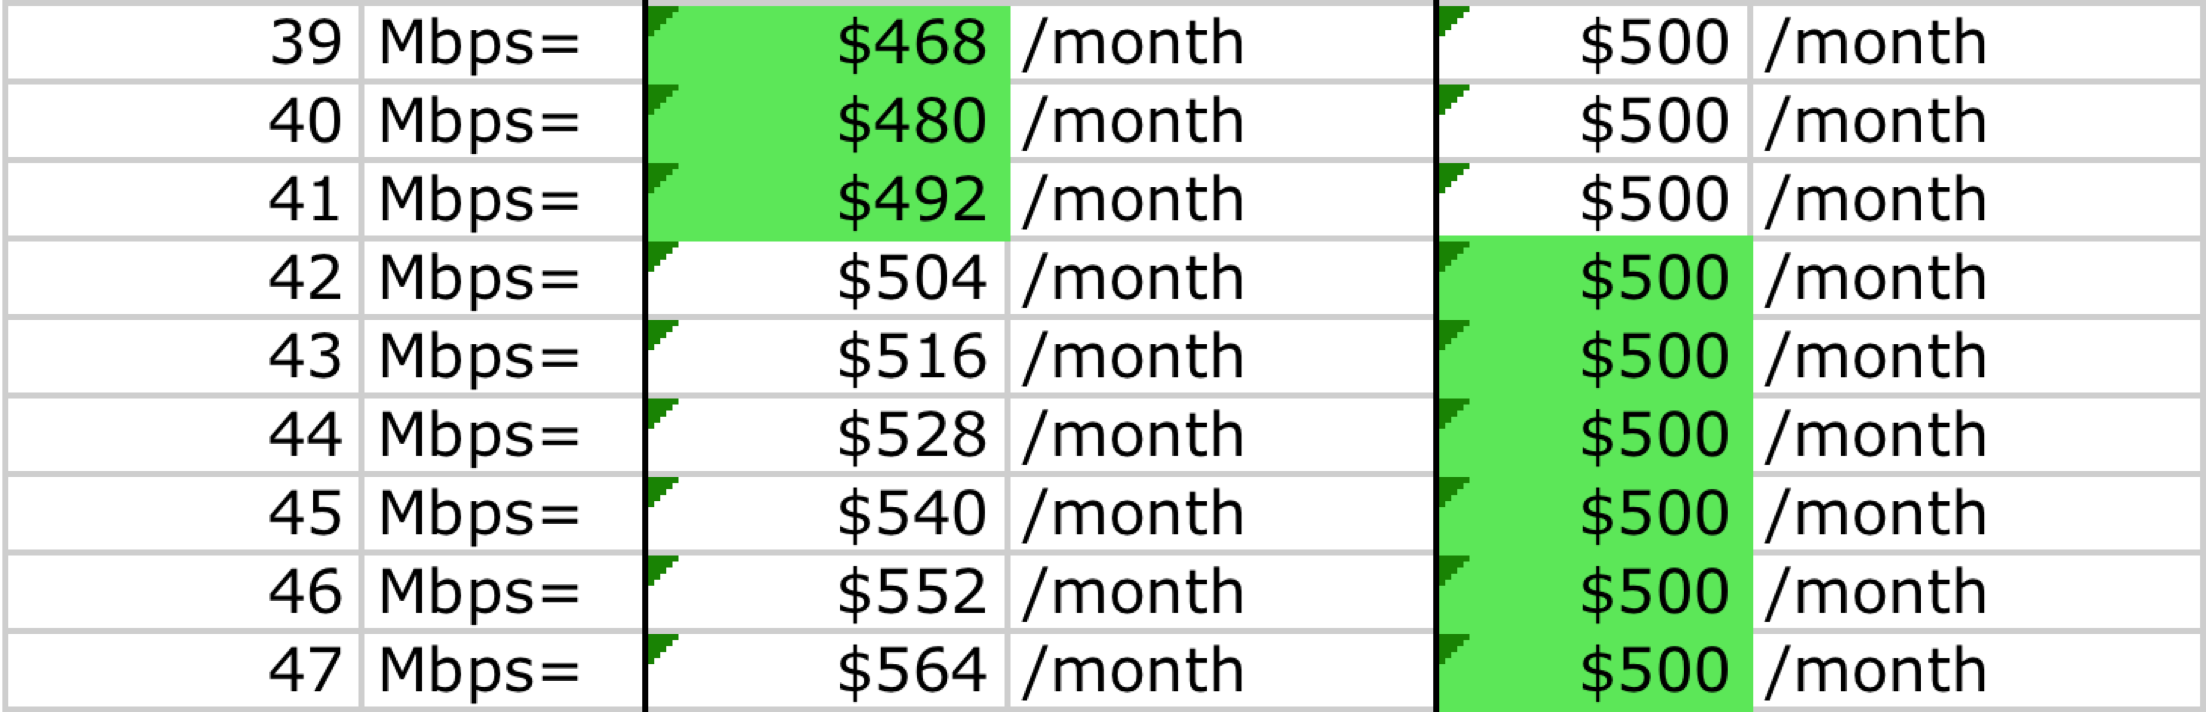 39 Mbps= $468 /month $500 /month
40 Mbps= $480 /month $500 /month
41 Mbps= $492 /month $500 /month
42 Mbps= $504 /month $500 /month
43 Mbps= $516 /month $500 /month
44 Mbps= $528 /month $500 /month
45 Mbps= $540 /month $500 /month
46 Mbps= $552 /month $500 /month
47 Mbps= $564 /month $500 /month